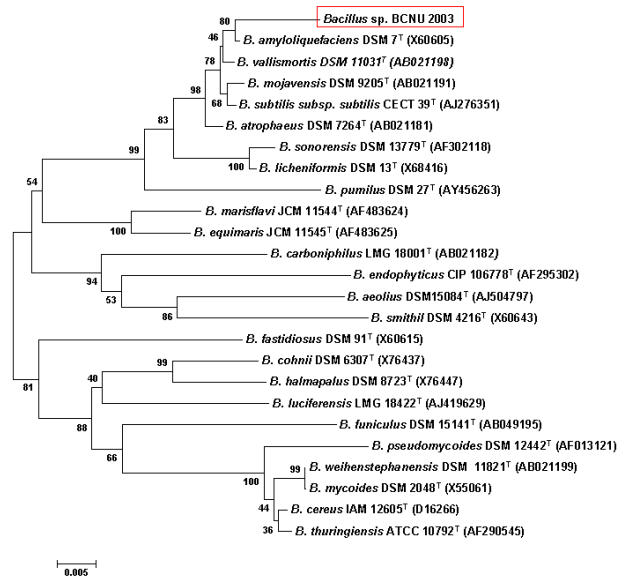 80
Bacillus sp. BCNU 2003
46
B. amyloliquefaciens DSM 7T (X60605)
B. vallismortis DSM 11031T (AB021198)
78
B. mojavensis DSM 9205T (AB021191)
98
68
B. subtilis subsp. subtilis CECT 39T (AJ276351)
83
B. atrophaeus DSM 7264T (AB021181)
B. sonorensis DSM 13779T (AF302118)
99
100
B. licheniformis DSM 13T (X68416)
54
B. pumilus DSM 27T (AY456263)
B. marisflavi JCM 11544T (AF483624)
100
B. equimaris JCM 11545T (AF483625)
B. carboniphilus LMG 18001T (AB021182)
94
B. endophyticus CIP 106778T (AF295302)
53
B. aeolius DSM15084T (AJ504797)
86
B. smithil DSM 4216T (X60643)
B. fastidiosus DSM 91T (X60615)
99
B. cohnii DSM 6307T (X76437)
81
40
B. halmapalus DSM 8723T (X76447)
B. luciferensis LMG 18422T (AJ419629)
88
B. funiculus DSM 15141T (AB049195)
66
B. pseudomycoides DSM 12442T (AF013121)
99
B. weihenstephanensis DSM 11821T (AB021199)
100
B. mycoides DSM 2048T (X55061)
44
B. cereus IAM 12605T (D16266)
36
B. thuringiensis ATCC 10792T (AF290545)
0.005